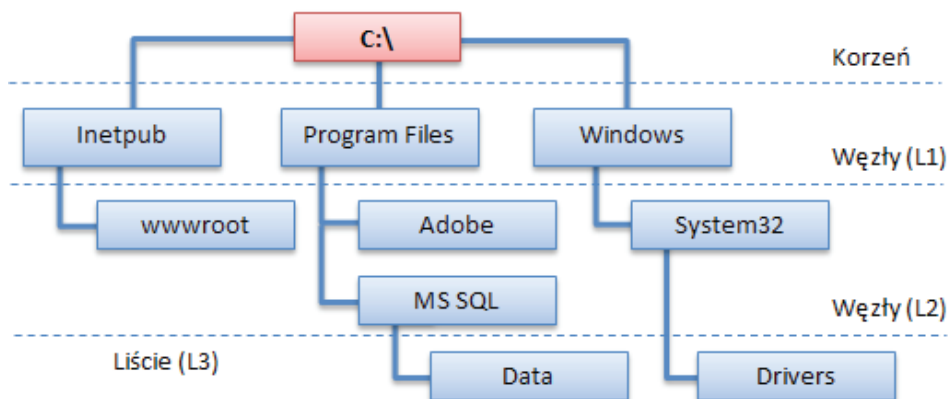 C:\
Korzeń
Inetpub
Program Files
Windows
Węzły (L1)
wwwroot
Adobe
System32
MS SQL
Węzły (L2)
Liście (L3)
Data
Drivers